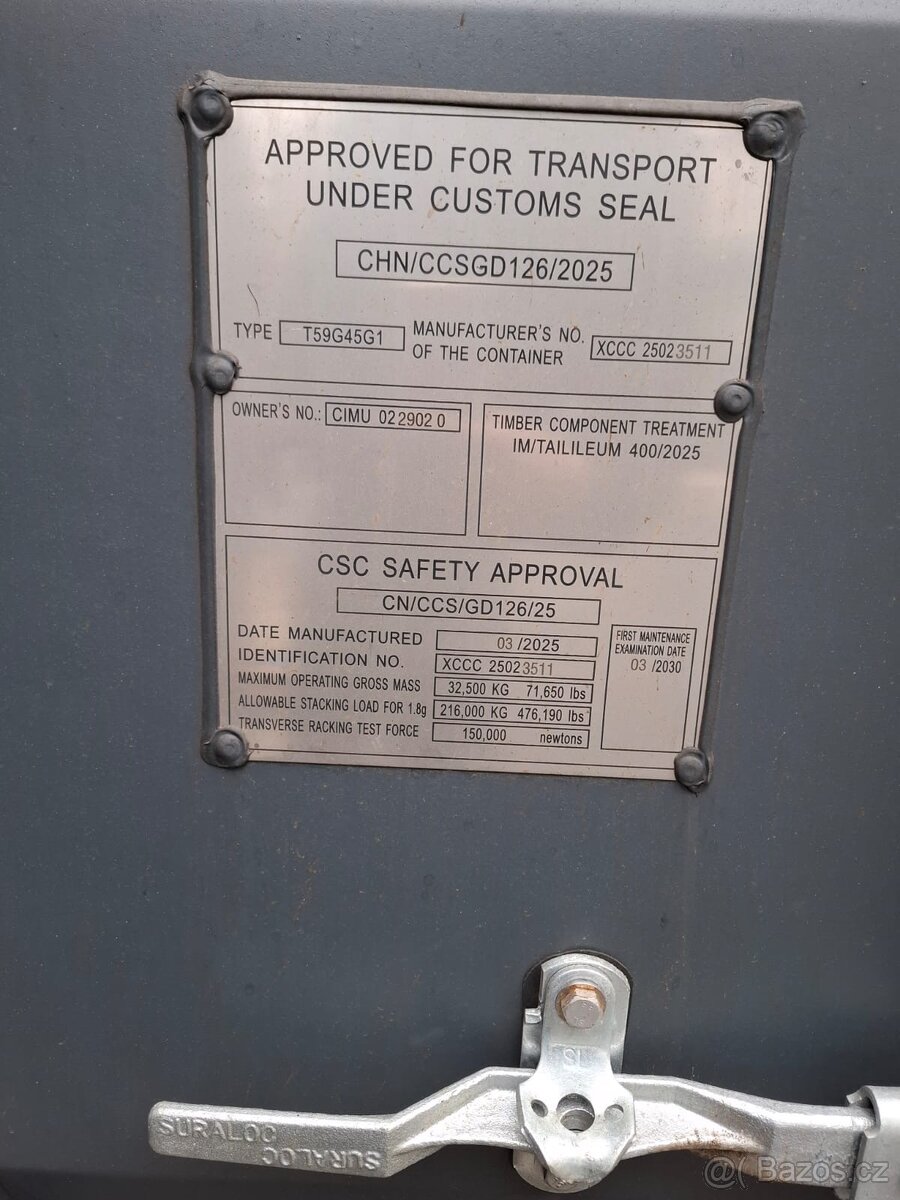 APPROVED FOR TRANSPORT
UNDER CUSTOMS SEAL
CHN/CCSGD126/2025
TYPE T59G45G1
MANUFACTURER'S NO.
OF THE CONTAINER
XCCC 25023511
OWNER'S NO.: CIMU 022902 0
TIMBER COMPONENT TREATMENT
IM/TAILILEUM 400/2025
CSC SAFETY APPROVAL
CN/CCS/GD126/25
DATE MANUFACTURED 03 /2025
IDENTIFICATION NO. XCCC 25023511
MAXIMUM OPERATING GROSS MASS 32,500 KG 71,650 lbs
ALLOWABLE STACKING LOAD FOR 1.8g 216,000 KG 476,190 lbs
TRANSVERSE RACKING TEST FORCE 150,000 newtons
FIRST MAINTENANCE
EXAMINATION DATE
03 /2030
SURALOC
SURALOC
@( Bazos.cz